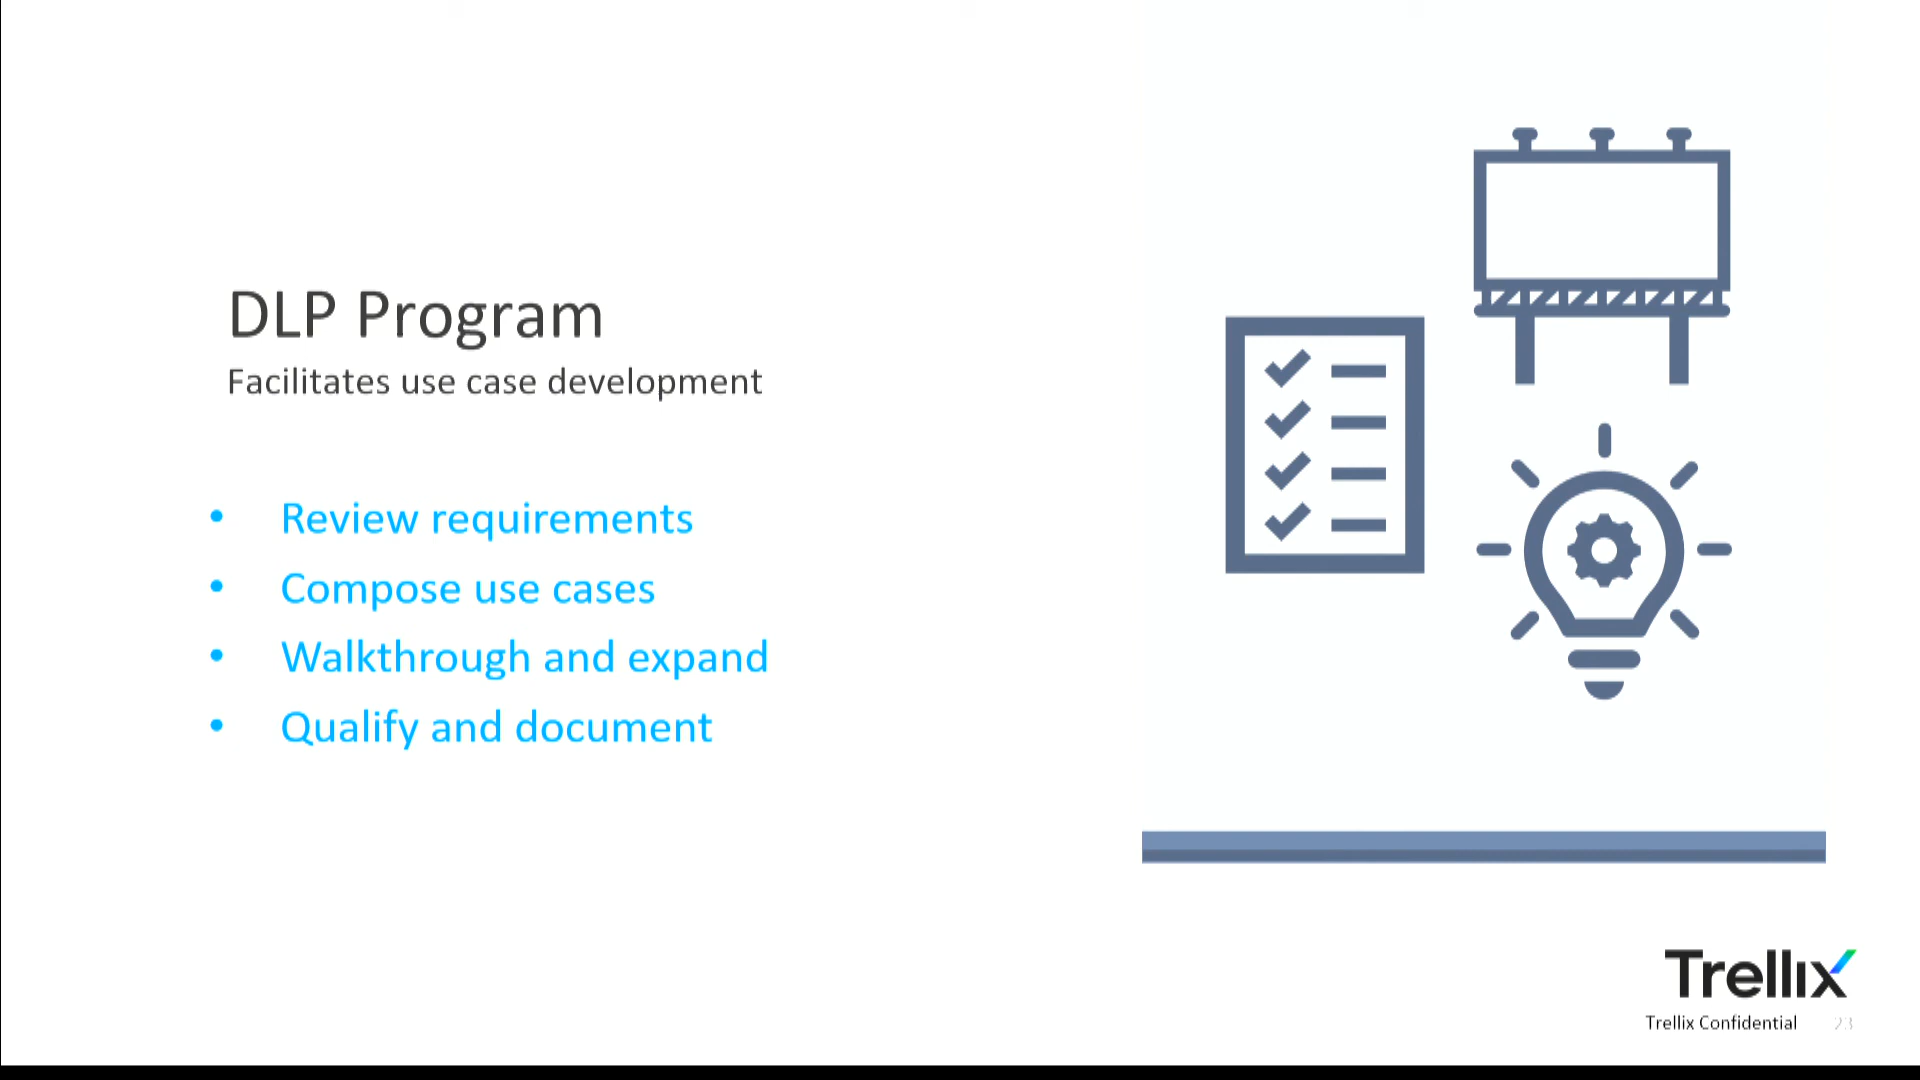 DLP Program
Facilitates use case development
• Review requirements
• Compose use cases
• Walkthrough and expand
• Qualify and document
Trellix
Trellix Confidential 23